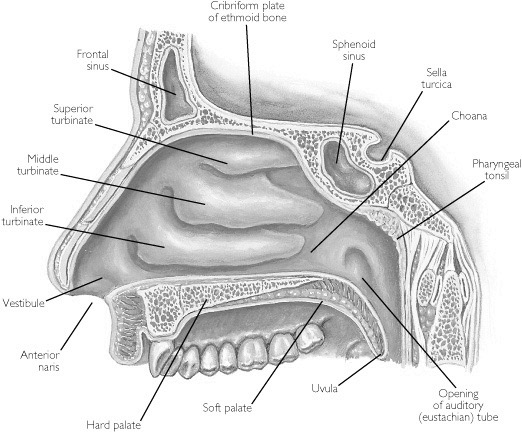 Cribriform plate
of ethmoid bone
Frontal
sinus
Sphenoid
sinus
Sella
turcica
Superior
turbinate
Choana
Middle
turbinate
Pharyngeal
tonsil
Inferior
turbinate
Vestibule
Anterior
naris
Uvula
Opening
of auditory
(eustachian) tube
Soft palate
Hard palate